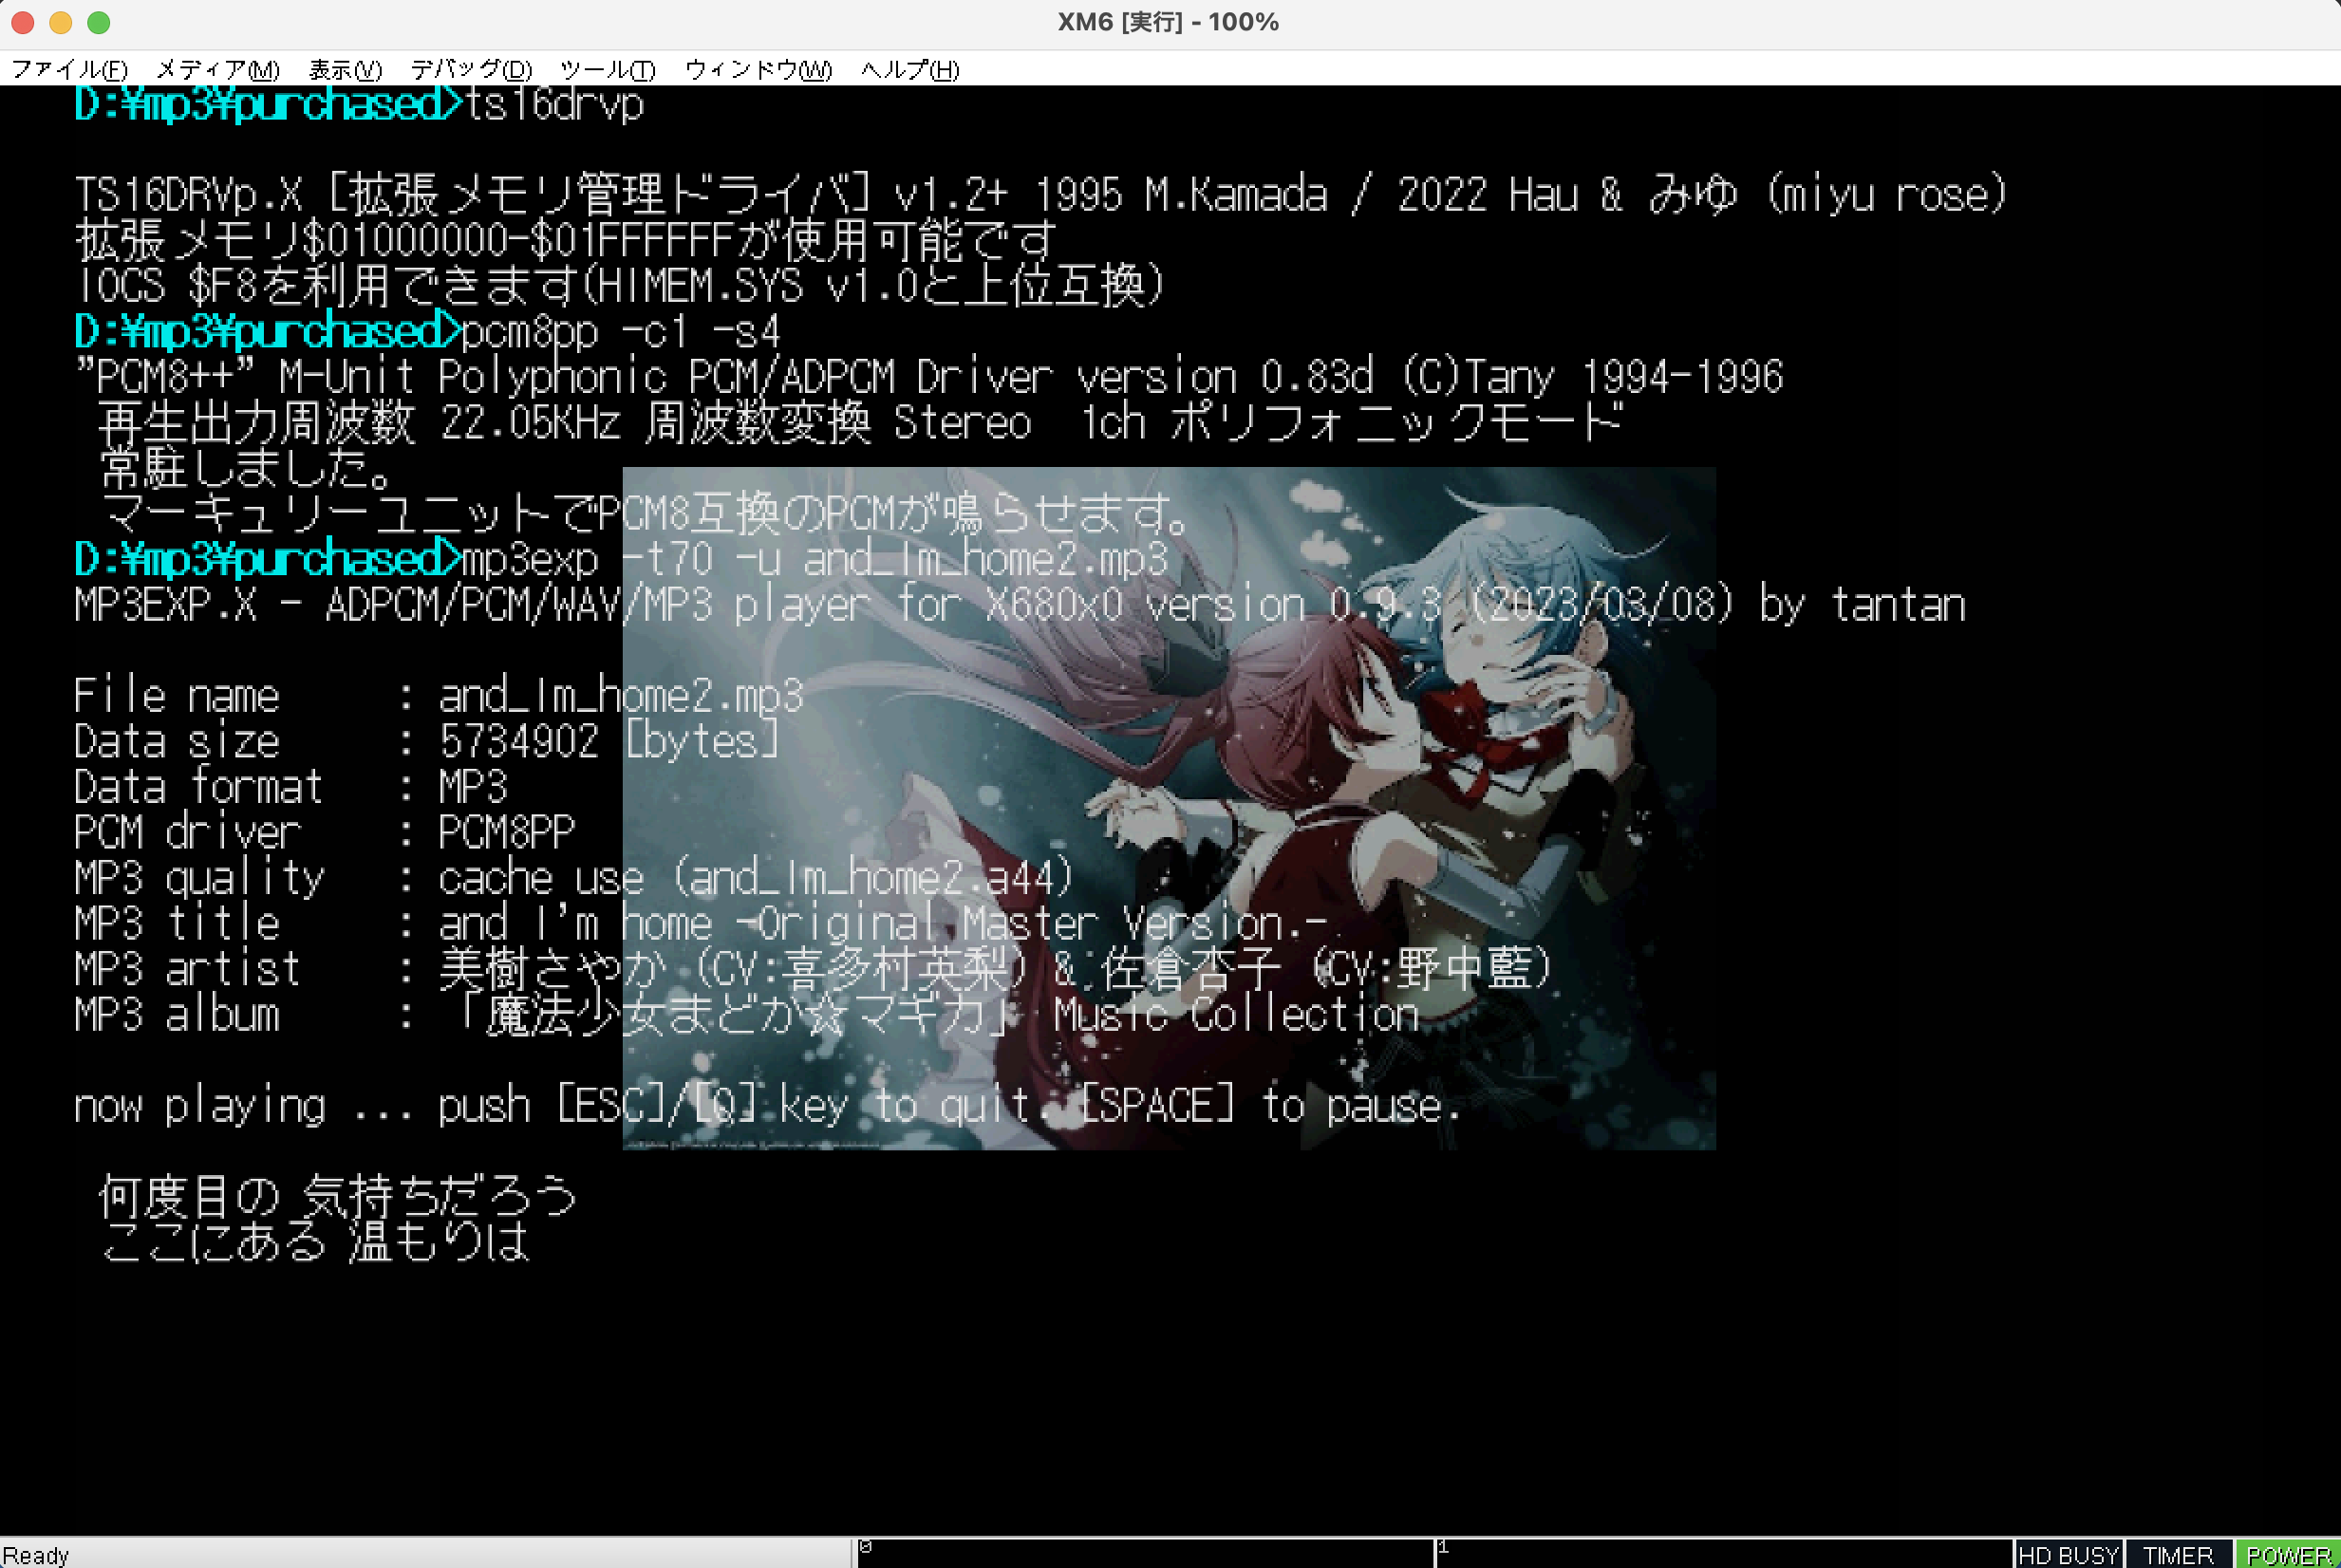 XM6 [実行] - 100%
ファイル(F) メディア(M) 表示(V) デバッグ(D) ツール(T) ウィンドウ(W) ヘルプ(H)
D:¥mp3¥purchased>ts16drvp
TS16DRVp.X [拡張メモリ管理ドライバ] v1.2+ 1995 M.Kamada / 2022 Hau & みゆ (miyu rose)
拡張メモリ$01000000-$01FFFFFFが使用可能です
IOCS $F8を利用できます(HIMEM.SYS v1.0と上位互換)
D:¥mp3¥purchased>pcm8pp -c1 -s4
"PCM8++" M-Unit Polyphonic PCM/ADPCM Driver version 0.83d (C)Tany 1994-1996
再生出力周波数 22.05KHz 周波数変換 Stereo 1ch ポリフォニックモード
常駐しました。
マーキュリーユニットでPCM8互換のPCMが鳴らせます。
D:¥mp3¥purchased>mp3exp -t70 -u and_Im_home2.mp3
MP3EXP.X - ADPCM/PCM/WAV/MP3 player for X680x0 version 0.9.3 (2023/03/08) by tantan
File name : and_Im_home2.mp3
Data size : 5734902 [bytes]
Data format : MP3
PCM driver : PCM8PP
MP3 quality : cache use (and_Im_home2.a44)
MP3 title : and I'm home -Original Master Version.-
MP3 artist : 美樹さやか (CV:喜多村英梨) & 佐倉杏子 (CV:野中藍)
MP3 album : 「魔法少女まどか☆マギカ」 Music Collection
now playing ... push [ESC]/[Q] key to quit. [SPACE] to pause.
何度目の 気持ちだろう
ここにある 温もりは
Ready 0 1 HD BUSY TIMER POWER